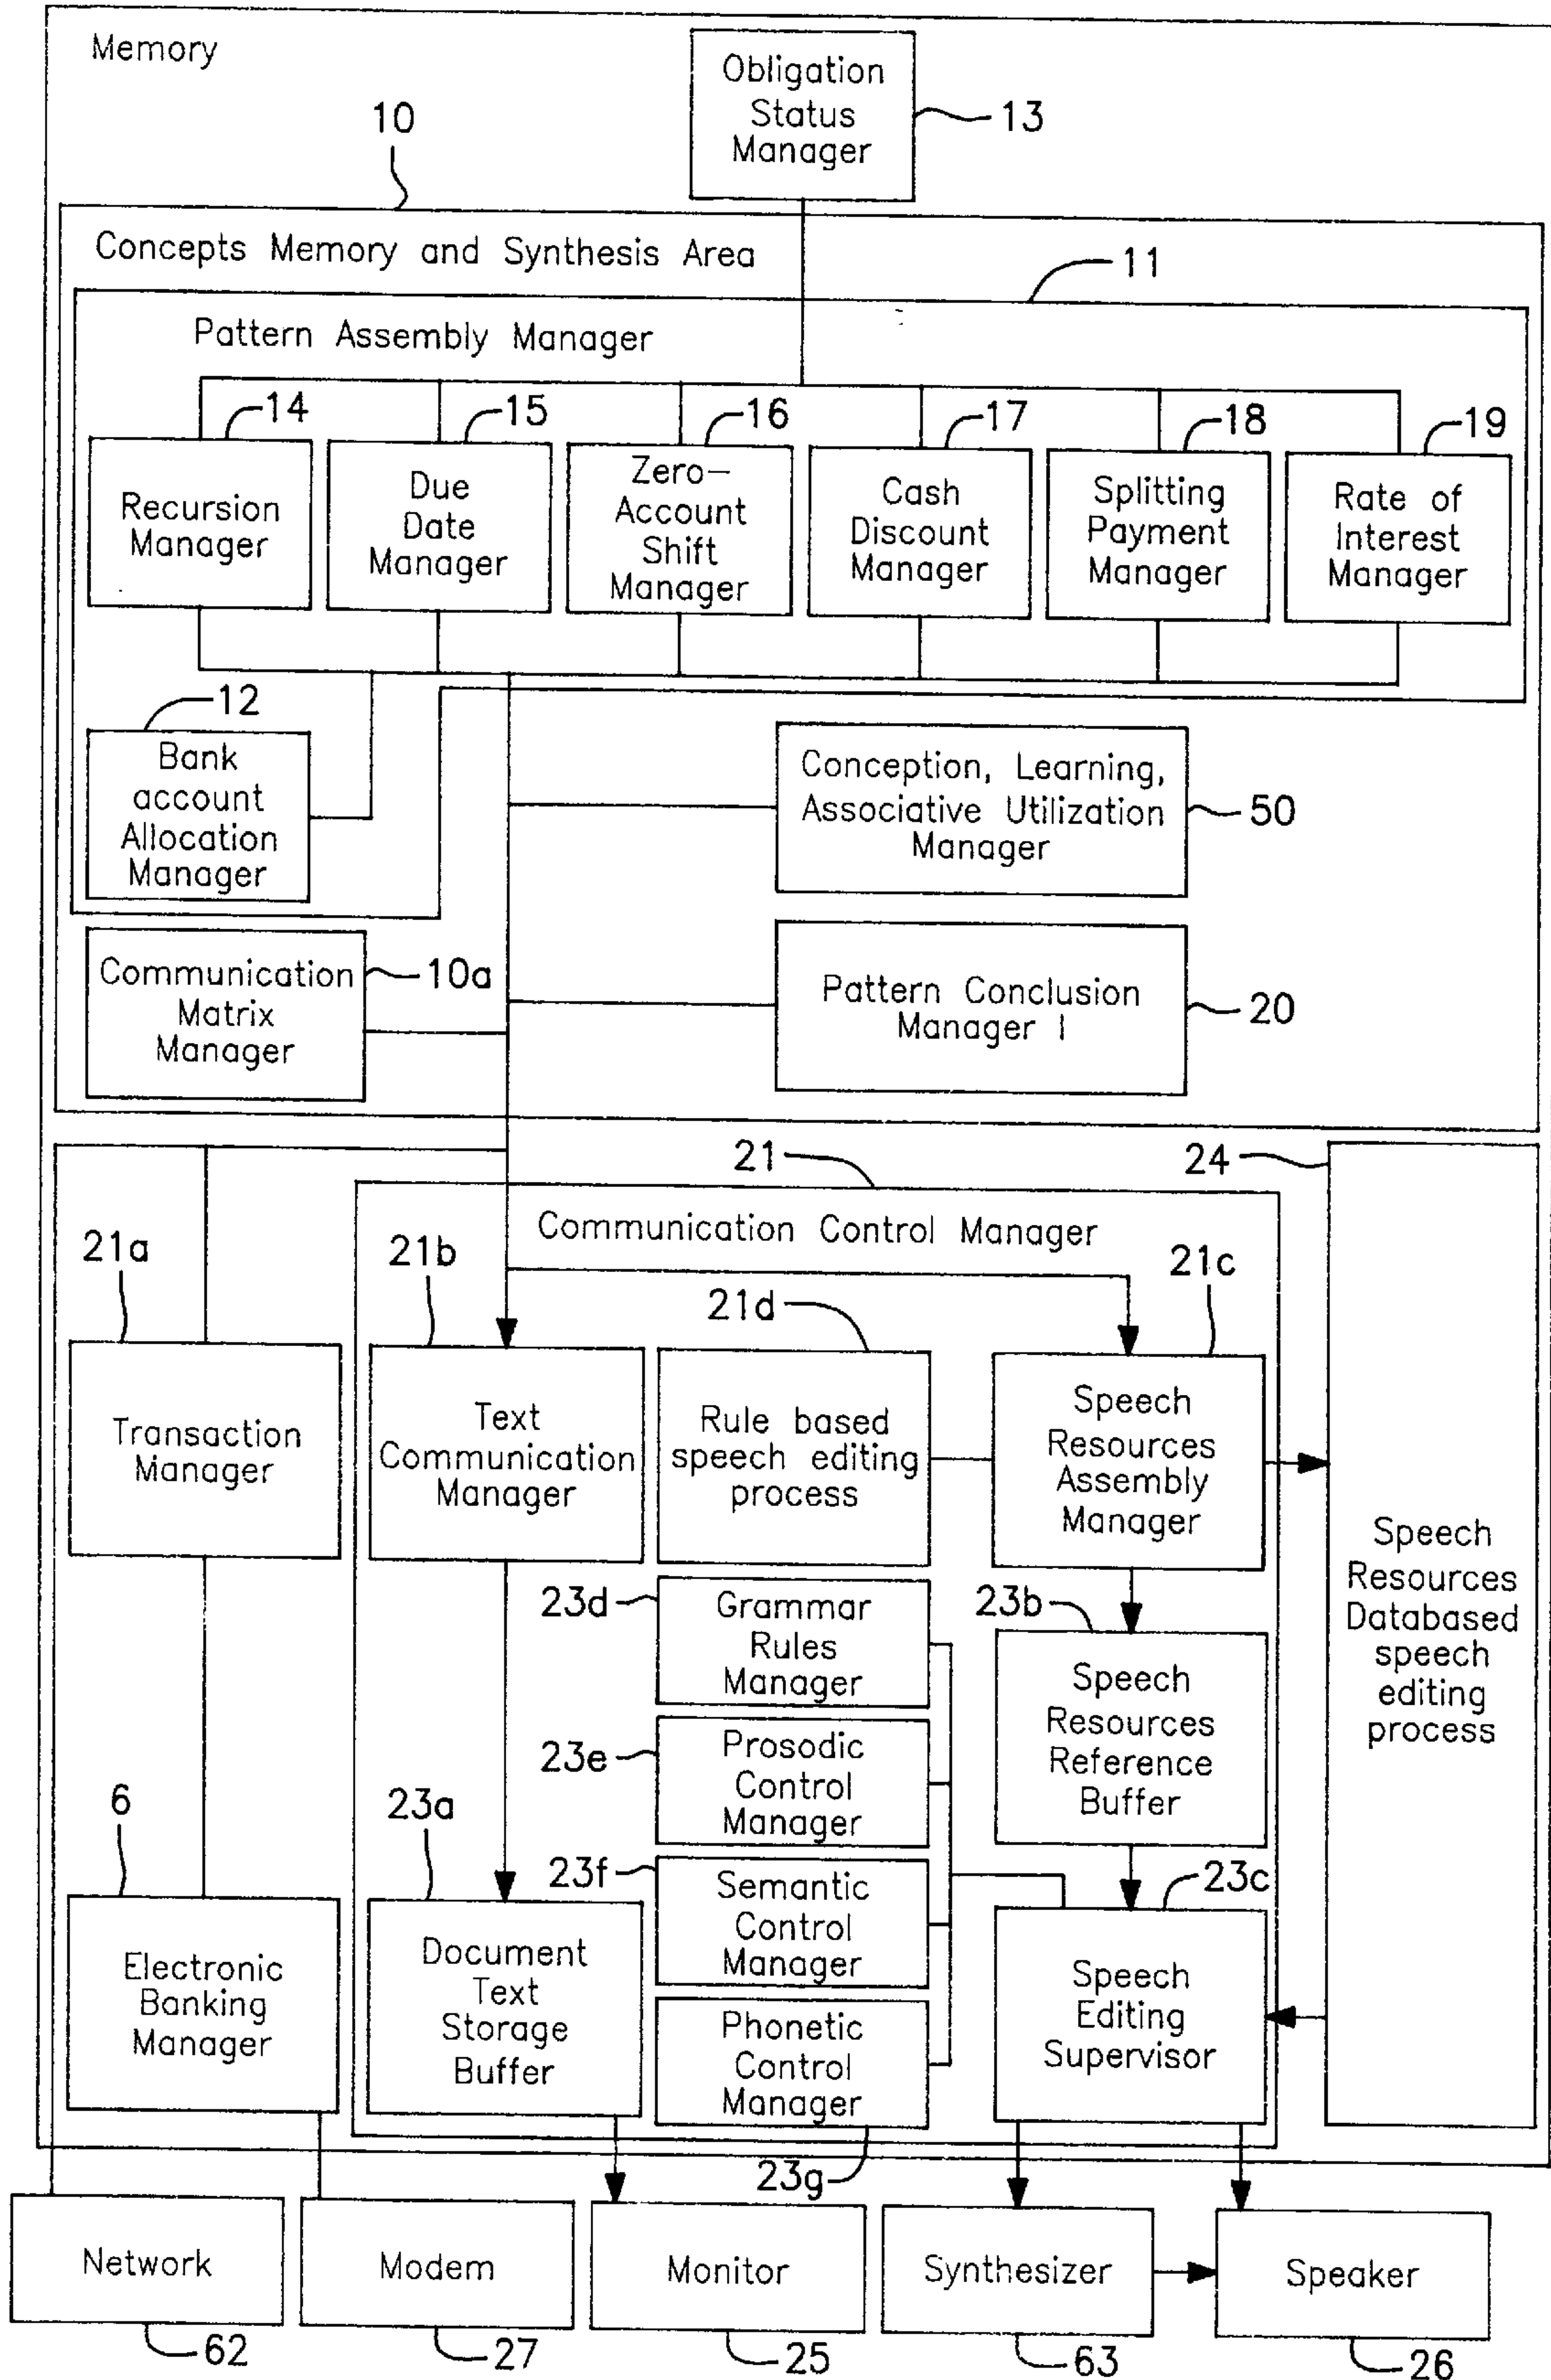 Memory
Obligation
Status
Manager
13
10
Concepts Memory and Synthesis Area
11
Pattern Assembly Manager
14
15
16
17
18
19
Recursion
Manager
Due
Date
Manager
Zero-
Account
Shift
Manager
Cash
Discount
Manager
Splitting
Payment
Manager
Rate of
Interest
Manager
12
Bank
account
Allocation
Manager
Conception, Learning,
Associative Utilization
Manager
50
Communication
Matrix
Manager
10a
Pattern Conclusion
Manager I
20
21
24
Communication Control Manager
21a
21b
21d
21c
Transaction
Manager
Text
Communication
Manager
Rule based
speech editing
process
Speech
Resources
Assembly
Manager
Speech
Resources
Databased
speech
editing
process
23d
Grammar
Rules
Manager
23b
Speech
Resources
Reference
Buffer
23e
Prosodic
Control
Manager
6
23a
23f
Semantic
Control
Manager
23c
Electronic
Banking
Manager
Document
Text
Storage
Buffer
Phonetic
Control
Manager
Speech
Editing
Supervisor
23g
Network
Modem
Monitor
Synthesizer
Speaker
62
27
25
63
26